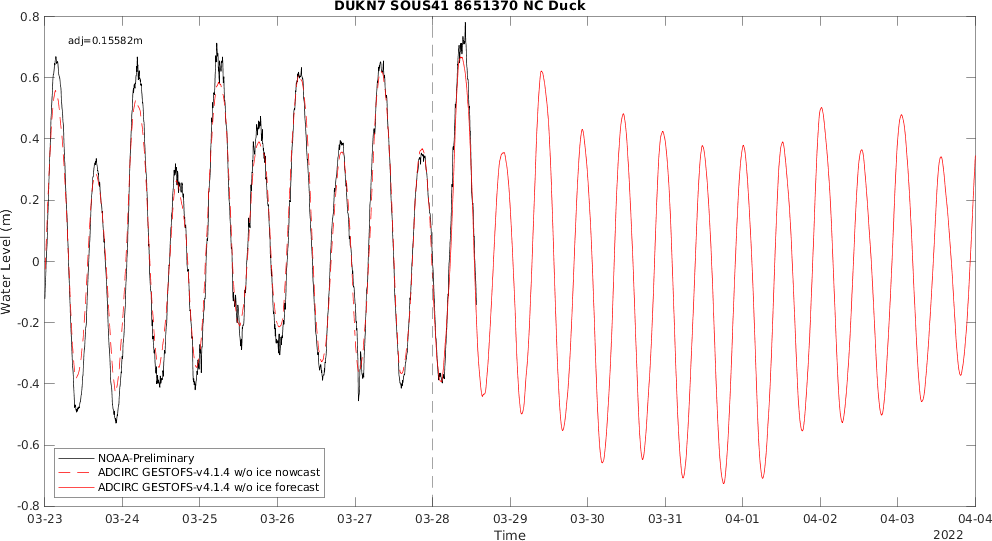 DUKN7 SOUS41 8651370 NC Duck
adj=0.15582m
0.8
0.6
0.4
0.2
0
-0.2
-0.4
-0.6
-0.8
Water Level (m)
NOAA-Preliminary
ADCIRC GESTOFS-v4.1.4 w/o ice nowcast
ADCIRC GESTOFS-v4.1.4 w/o ice forecast
03-23 03-24 03-25 03-26 03-27 03-28 03-29 03-30 03-31 04-01 04-02 04-03 04-04
Time
2022